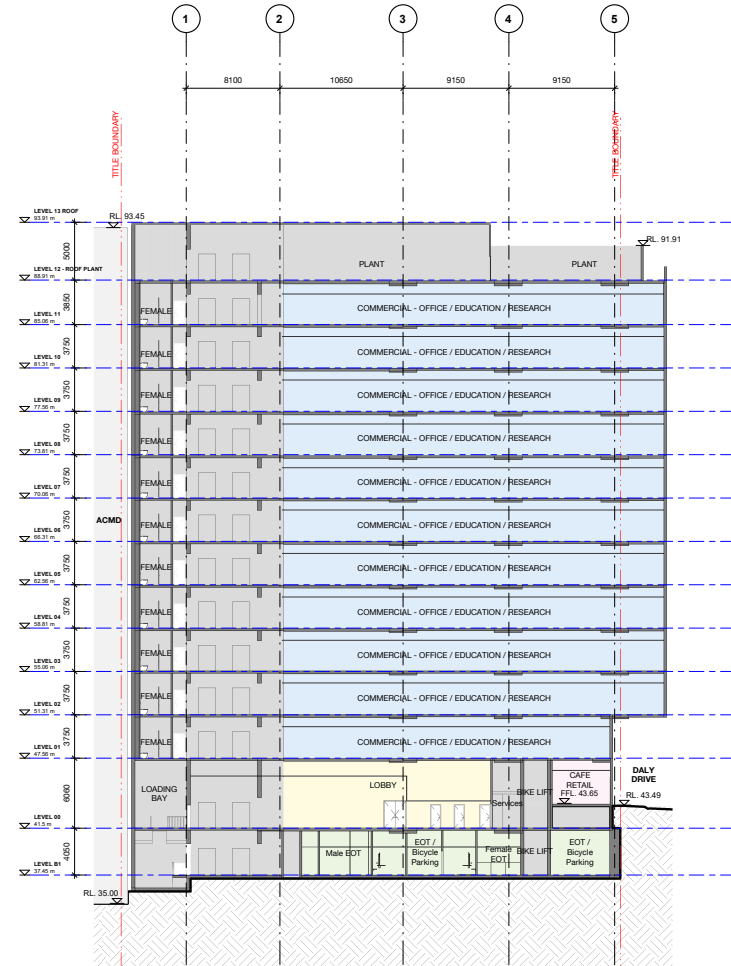 1
2
3
4
5
8100
10650
9150
9150
TITLE BOUNDARY
TITLE BOUNDARY
LEVEL 13 ROOF
93.91 m
RL. 93.45
RL. 91.91
5000
PLANT
PLANT
LEVEL 12 - ROOF PLANT
88.91 m
3850
FEMALE
COMMERCIAL - OFFICE / EDUCATION / RESEARCH
LEVEL 11
85.06 m
3750
FEMALE
COMMERCIAL - OFFICE / EDUCATION / RESEARCH
LEVEL 10
81.31 m
3750
FEMALE
COMMERCIAL - OFFICE / EDUCATION / RESEARCH
LEVEL 09
77.56 m
3750
FEMALE
COMMERCIAL - OFFICE / EDUCATION / RESEARCH
LEVEL 08
73.81 m
3750
FEMALE
COMMERCIAL - OFFICE / EDUCATION / RESEARCH
LEVEL 07
70.06 m
ACMD
3750
FEMALE
COMMERCIAL - OFFICE / EDUCATION / RESEARCH
LEVEL 06
66.31 m
3750
FEMALE
COMMERCIAL - OFFICE / EDUCATION / RESEARCH
LEVEL 05
62.56 m
3750
FEMALE
COMMERCIAL - OFFICE / EDUCATION / RESEARCH
LEVEL 04
58.81 m
3750
FEMALE
COMMERCIAL - OFFICE / EDUCATION / RESEARCH
LEVEL 03
55.06 m
3750
FEMALE
COMMERCIAL - OFFICE / EDUCATION / RESEARCH
LEVEL 02
51.31 m
3750
FEMALE
COMMERCIAL - OFFICE / EDUCATION / RESEARCH
LEVEL 01
47.56 m
6060
LOADING
BAY
LOBBY
Services
BIKE LIFT
CAFE
RETAIL
FFL. 43.65
DALY
DRIVE
RL. 43.49
LEVEL 00
41.5 m
4050
Male EOT
EOT /
Bicycle
Parking
Female
EOT
BIKE LIFT
EOT /
Bicycle
Parking
LEVEL B1
37.45 m
RL. 35.00